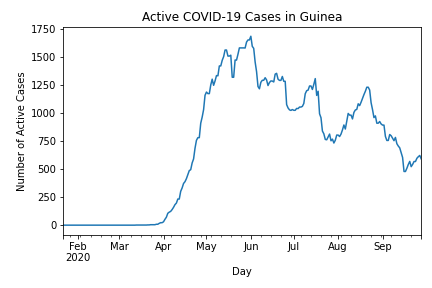 Active COVID-19 Cases in Guinea
Number of Active Cases
1750
1500
1250
1000
750
500
250
0
Feb Mar Apr May Jun Jul Aug Sep
2020
Day